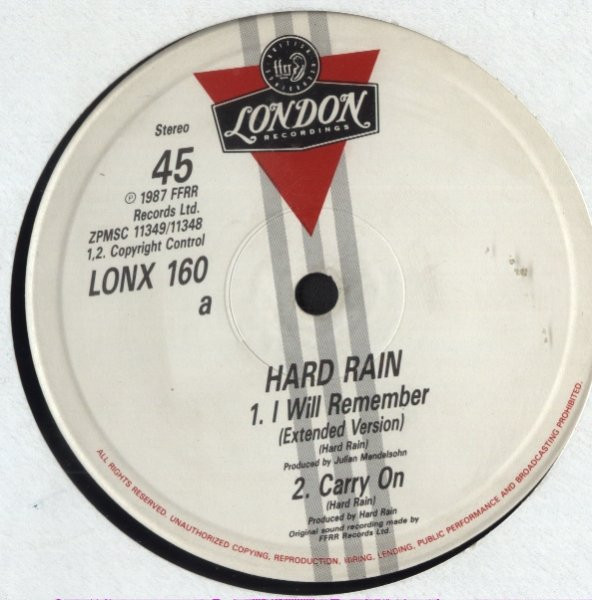 ffrr
LONDON
RECORDINGS
Stereo
45
℗ 1987 FFRR
Records Ltd.
ZPMSC 11349/11348
1,2. Copyright Control
LONX 160
a
HARD RAIN
1. I Will Remember
(Extended Version)
(Hard Rain)
Produced by Julian Mendelsohn
2. Carry On
(Hard Rain)
Produced by Hard Rain
Original sound recording made by
FFRR Records Ltd.
ALL RIGHTS RESERVED. UNAUTHORIZED COPYING, REPRODUCTION, HIRING, LENDING, PUBLIC PERFORMANCE AND BROADCASTING PROHIBITED.